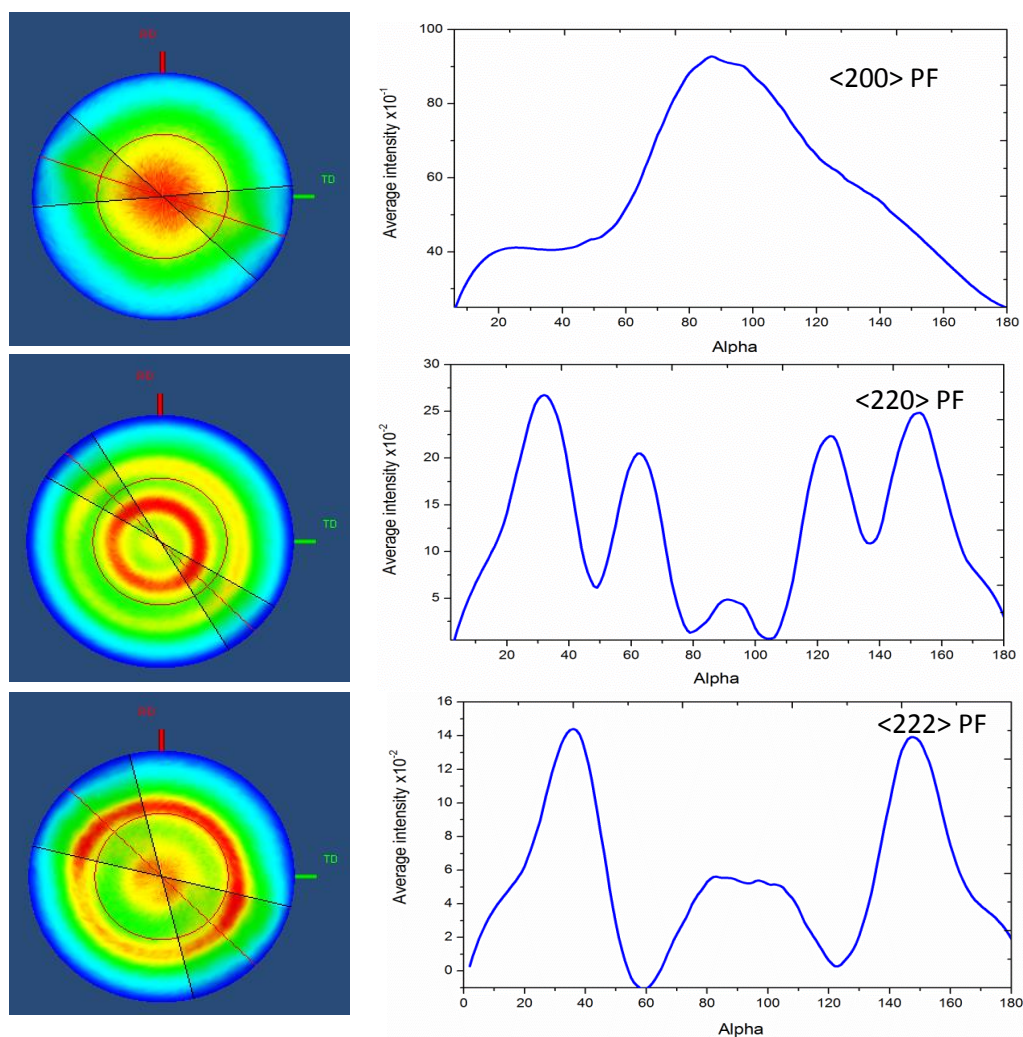 TD
100
80
60
40
Average intensity x10⁻¹
<200> PF
20 40 60 80 100 120 140 160 180
Alpha
TD
30
25
20
15
10
5
Average intensity x10⁻²
<220> PF
20 40 60 80 100 120 140 160 180
Alpha
TD
16
14
12
10
8
6
4
2
0
Average intensity x10⁻²
<222> PF
0 20 40 60 80 100 120 140 160 180
Alpha